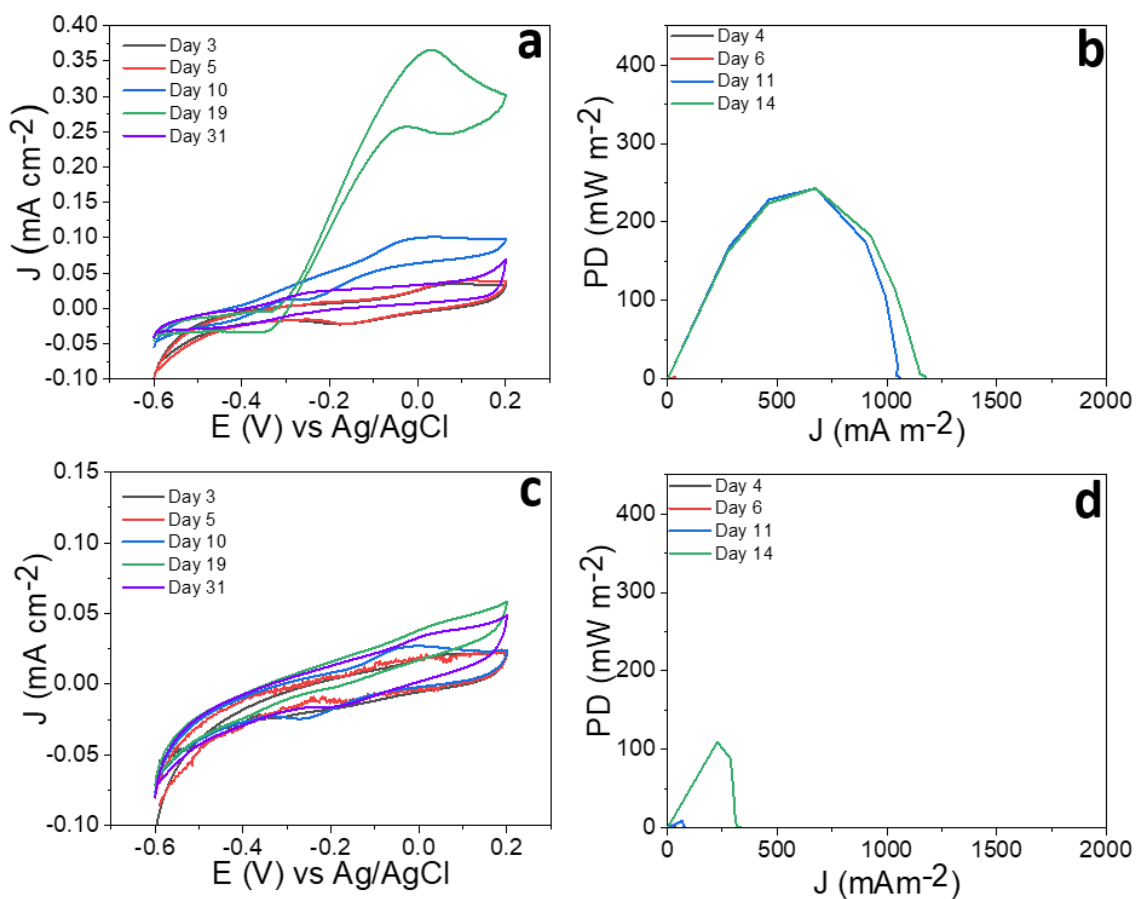 a
J (mA cm-2)
0.40
0.35
0.30
0.25
0.20
0.15
0.10
0.05
0.00
-0.05
-0.10
Day 3
Day 5
Day 10
Day 19
Day 31
-0.6 -0.4 -0.2 0.0 0.2
E (V) vs Ag/AgCl
b
PD (mW m-2)
400
300
200
100
0
Day 4
Day 6
Day 11
Day 14
0 500 1000 1500 2000
J (mA m-2)
c
J (mA cm-2)
0.15
0.10
0.05
0.00
-0.05
-0.10
Day 3
Day 5
Day 10
Day 19
Day 31
-0.6 -0.4 -0.2 0.0 0.2
E (V) vs Ag/AgCl
d
PD (mW m-2)
400
300
200
100
0
Day 4
Day 6
Day 11
Day 14
0 500 1000 1500 2000
J (mAm-2)